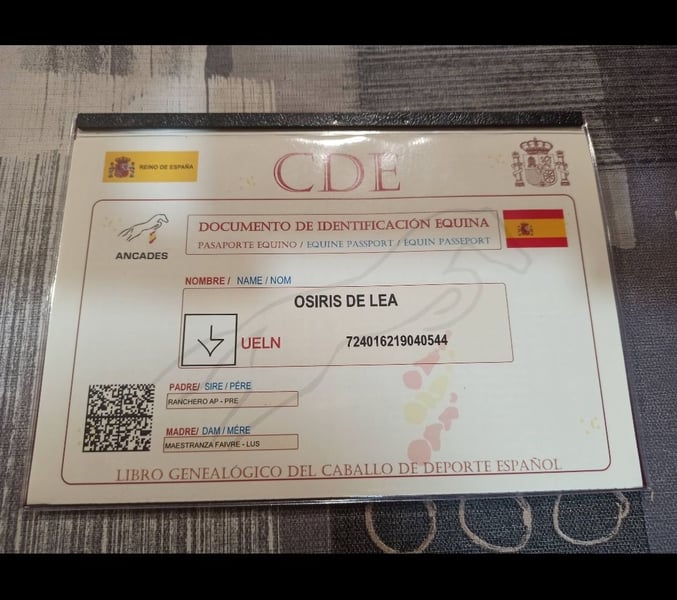 REINO DE ESPAÑA
CDE
DOCUMENTO DE IDENTIFICACIÓN EQUINA
PASAPORTE EQUINO / EQUINE PASSPORT / EQUIN PASSEPORT
ANCADES
NOMBRE / NAME / NOM
OSIRIS DE LEA
UELN 724016219040544
PADRE/ SIRE / PÉRE
RANCHERO AP - PRE
MADRE/ DAM / MÉRE
MAESTRANZA FAIVRE - LUS
LIBRO GENEALÓGICO DEL CABALLO DE DEPORTE ESPAÑOL